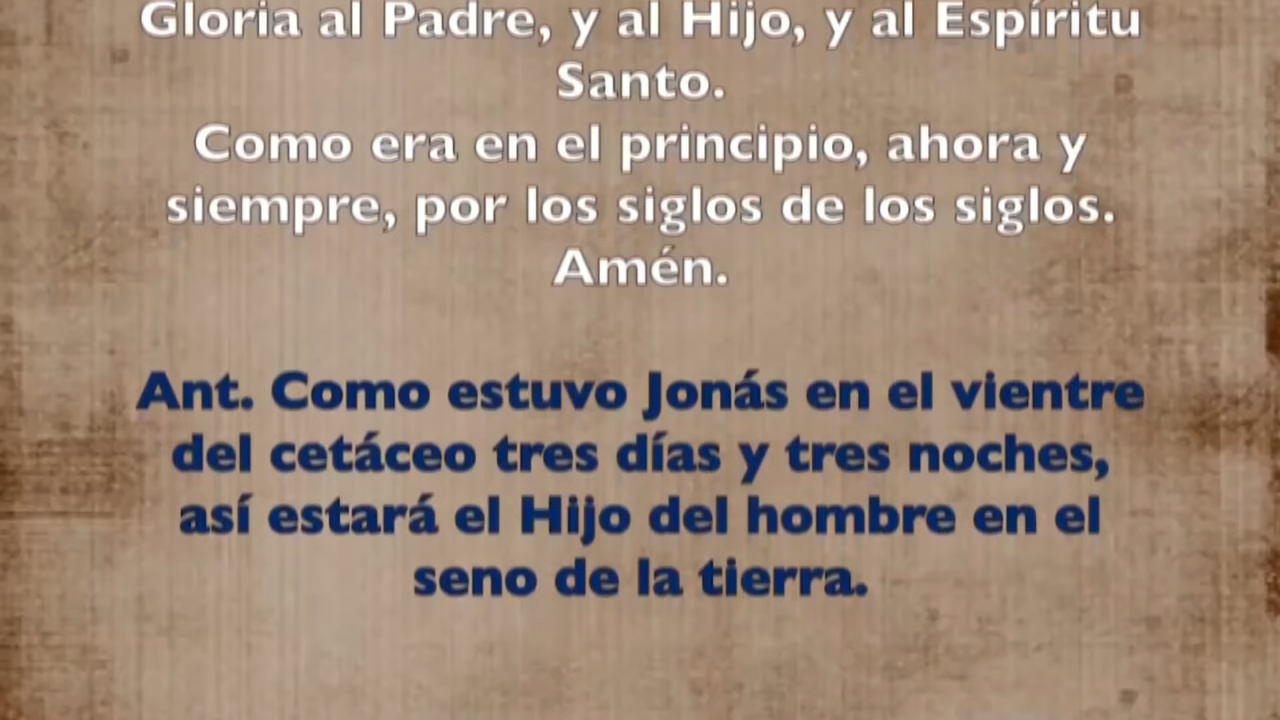 Gloria al Padre, y al Hijo, y al Espíritu
Santo.
Como era en el principio, ahora y
siempre, por los siglos de los siglos.
Amén.
Ant. Como estuvo Jonás en el vientre
del cetáceo tres días y tres noches,
así estará el Hijo del hombre en el
seno de la tierra.